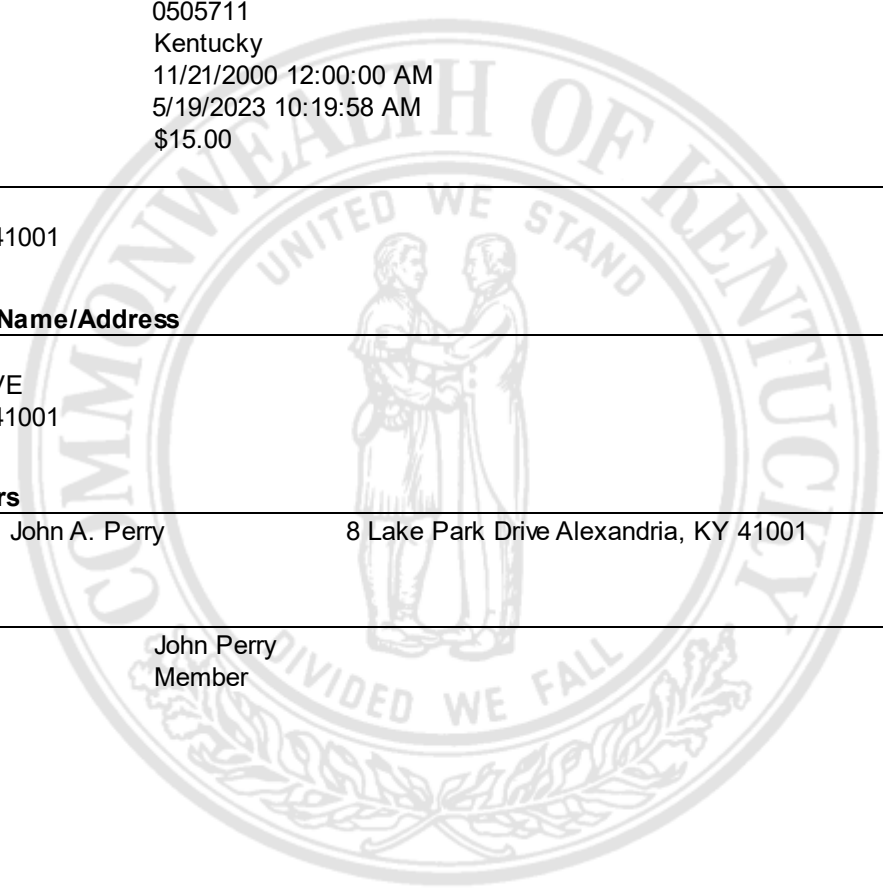 0505711
Kentucky
11/21/2000 12:00:00 AM
5/19/2023 10:19:58 AM
$15.00
41001
Name/Address
VE
41001
rs
John A. Perry 8 Lake Park Drive Alexandria, KY 41001
John Perry
Member
COMMONWEALTH OF KENTUCKY
UNITED WE STAND
DIVIDED WE FALL